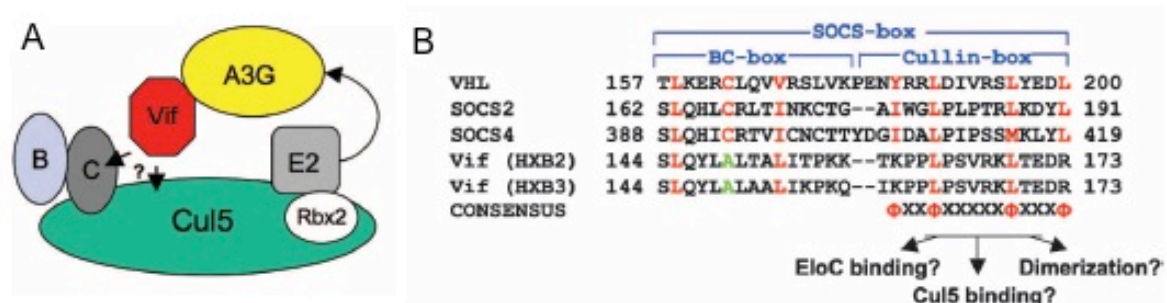 A
A3G
Vif
B
C
?
E2
Cul5
Rbx2
B
SOCS-box
BC-box
Cullin-box
VHL 157 TLKERCLQVVRSLVKPENYRRLDIVRSLYEDL 200
SOCS2 162 SLQHLCRLTINKCTG-AIWGLPLPTRLKDYL 191
SOCS4 388 SLQHICRTVICNCTTYDGIDALPIPSSMKLYL 419
Vif (HXB2) 144 SLQYLALTALITPKK--TKPPLPSVRKLTEDR 173
Vif (HXB3) 144 SLQYLALAALIKPKQ--IKPPLPSVRKLTEDR 173
CONSENSUS ΦXXΦXXXXXΦXXXΦ
EloC binding?
Dimerization?
Cul5 binding?